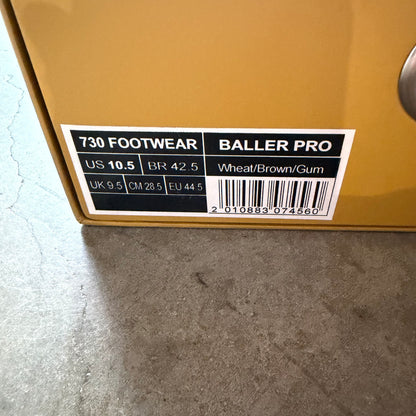 730 FOOTWEAR
BALLER PRO
US 10.5 BR 42.5
Wheat/Brown/Gum
UK 9.5 CM 28.5 EU 44.5
2 010883 074560